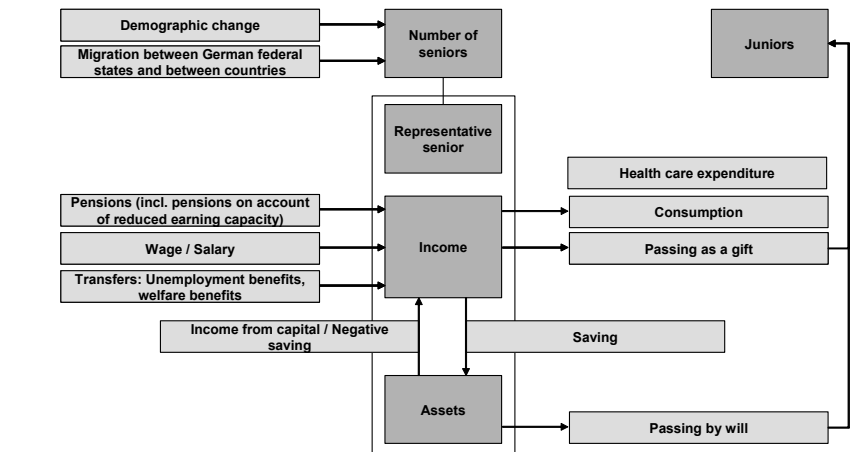 Demographic change
Number of
seniors
Juniors
Migration between German federal
states and between countries
Representative
senior
Health care expenditure
Pensions (incl. pensions on account
of reduced earning capacity)
Consumption
Wage / Salary
Income
Passing as a gift
Transfers: Unemployment benefits,
welfare benefits
Income from capital / Negative
saving
Saving
Assets
Passing by will